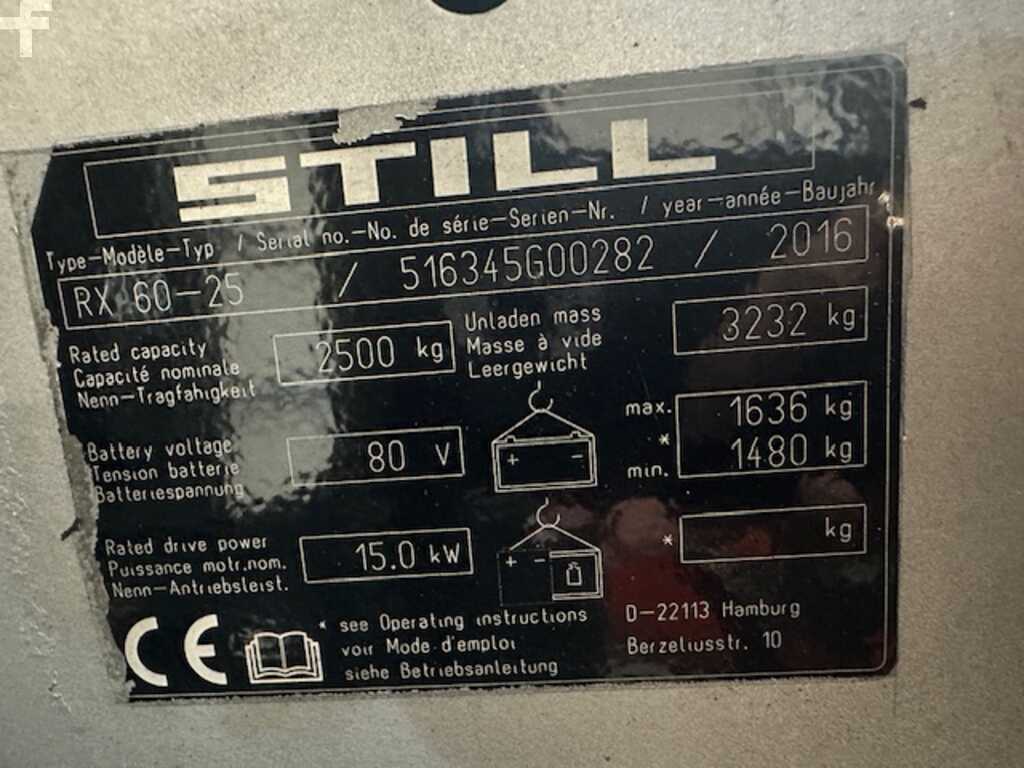 STILL
Type-Modèle-Typ / Serial no.-No. de série-Serien-Nr. / year-année-Baujahr
RX 60-25 / 516345G00282 / 2016
Rated capacity
Capacité nominale
Nenn-Tragfähigkeit
2500 kg
Unladen mass
Masse à vide
Leergewicht
3232 kg
Battery voltage
Tension batterie
Batteriespannung
80 V
+ -
max. 1636 kg
*
min. 1480 kg
Rated drive power
Puissance motr.nom.
Nenn-Antriebsleist.
15.0 kW
+ -
* kg
CE
* see Operating instructions
voir Mode d'emploi
siehe Betriebsanleitung
D-22113 Hamburg
Berzeliusstr. 10